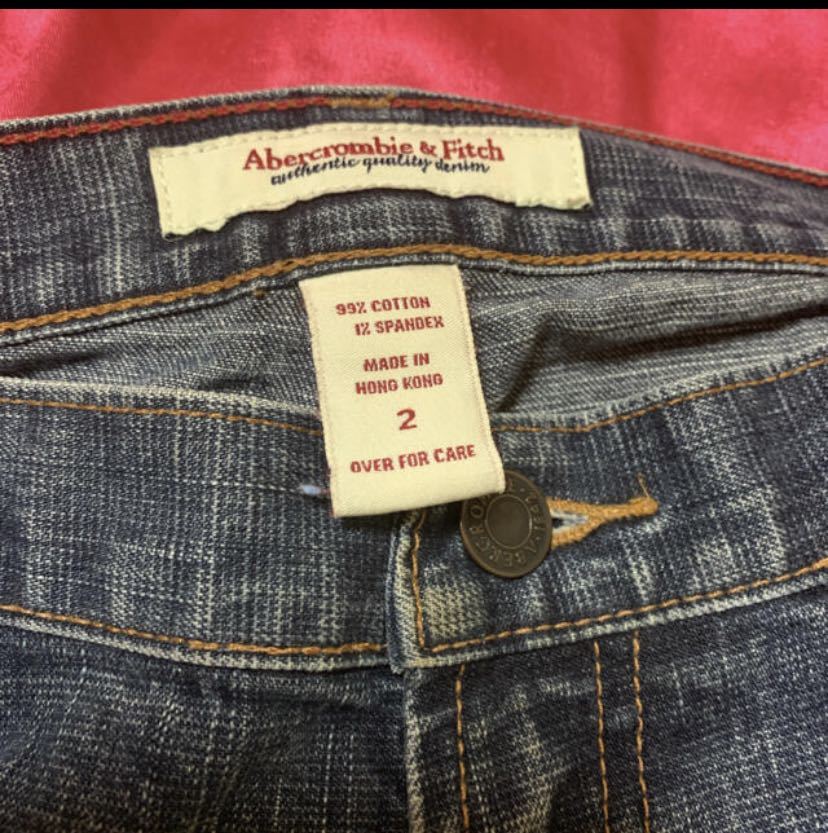 Abercrombie & Fitch
authentic quality denim
99% COTTON
1% SPANDEX
MADE IN
HONG KONG
2
OVER FOR CARE